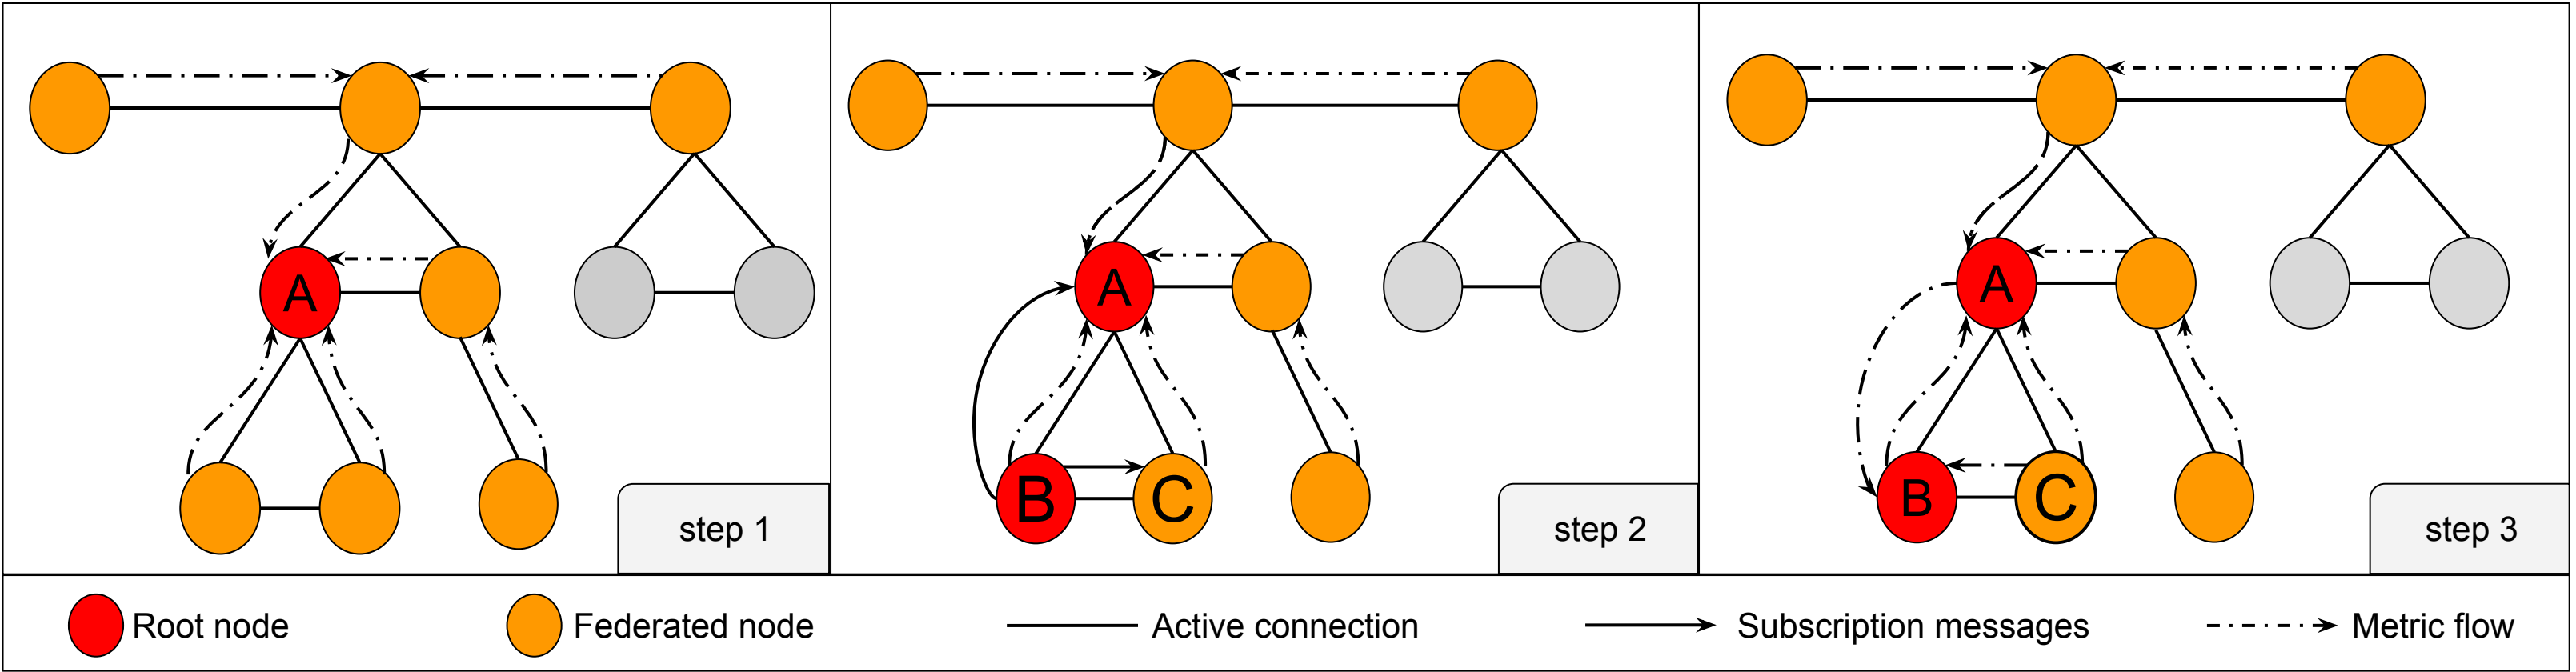 A
step 1
A
B
C
step 2
A
B
C
step 3
Root node
Federated node
Active connection
Subscription messages
Metric flow